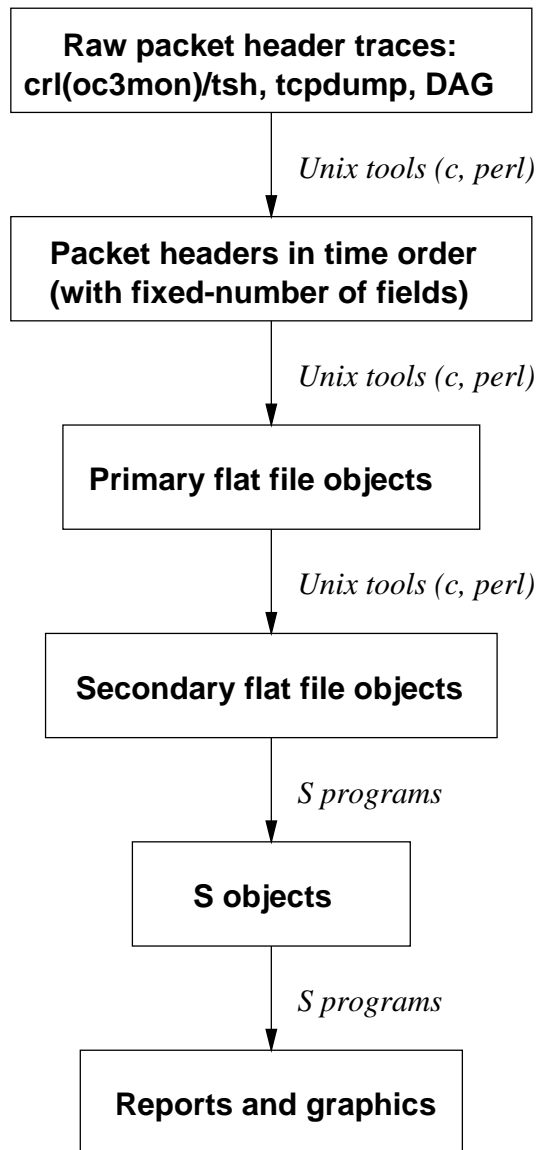 Raw packet header traces:
crl(oc3mon)/tsh, tcpdump, DAG
Unix tools (c, perl)
Packet headers in time order
(with fixed-number of fields)
Unix tools (c, perl)
Primary flat file objects
Unix tools (c, perl)
Secondary flat file objects
S programs
S objects
S programs
Reports and graphics